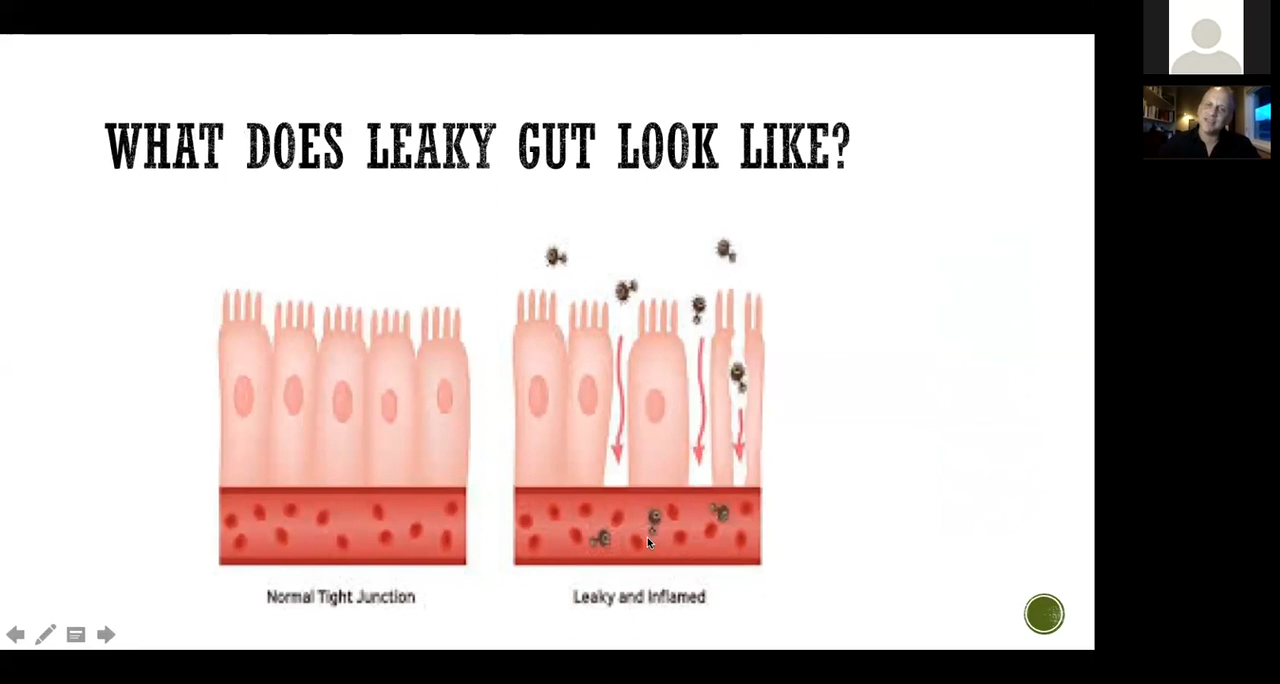 WHAT DOES LEAKY GUT LOOK LIKE?
Normal Tight Junction
Leaky and Inflamed